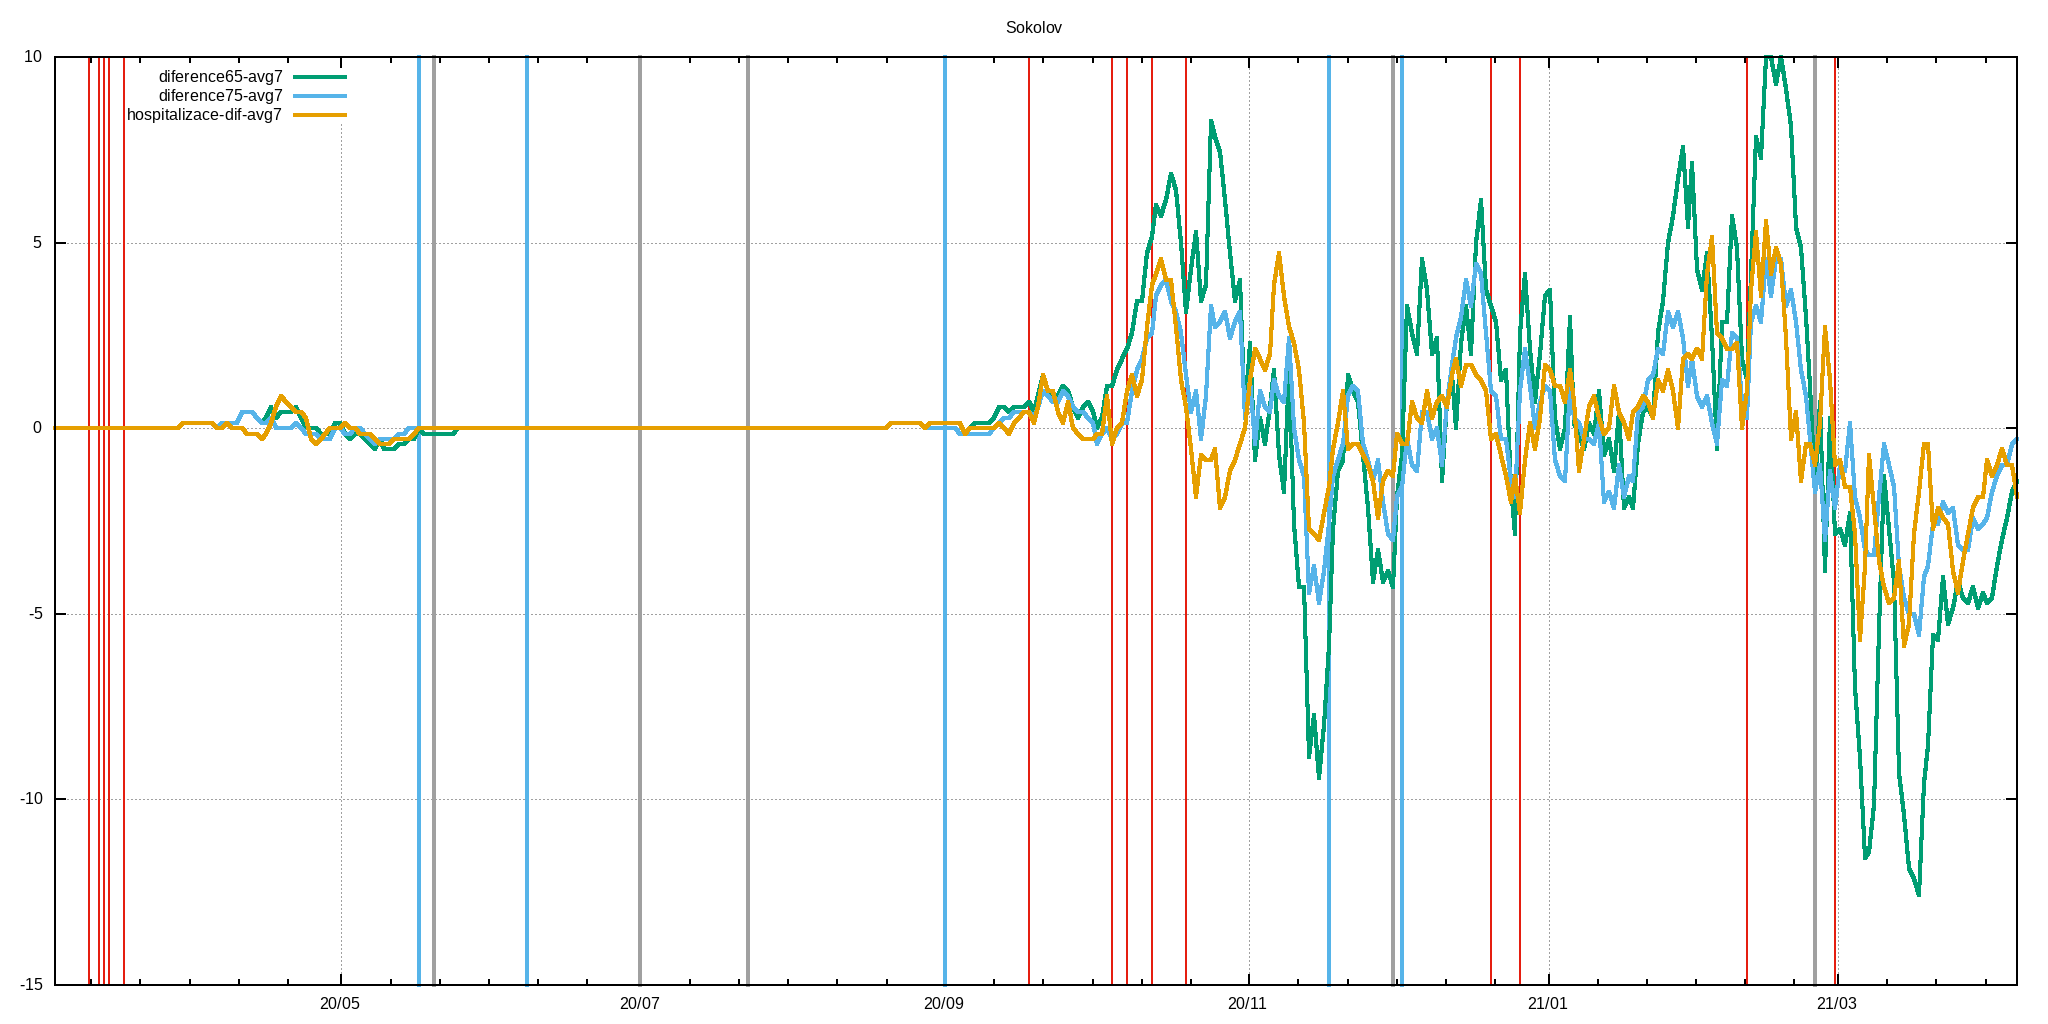 Sokolov
diference65-avg7
diference75-avg7
hospitalizace-dif-avg7
10
5
0
-5
-10
-15
20/05 20/07 20/09 20/11 21/01 21/03